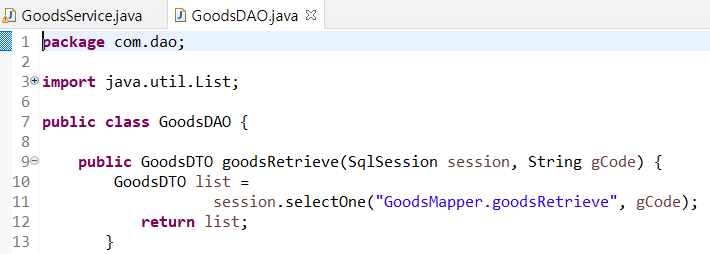 GoodsService.java GoodsDAO.java
1 package com.dao;
2
3 import java.util.List;
6
7 public class GoodsDAO {
8
9 public GoodsDTO goodsRetrieve(SqlSession session, String gCode) {
10 GoodsDTO list =
11 session.selectOne("GoodsMapper.goodsRetrieve", gCode);
12 return list;
13 }